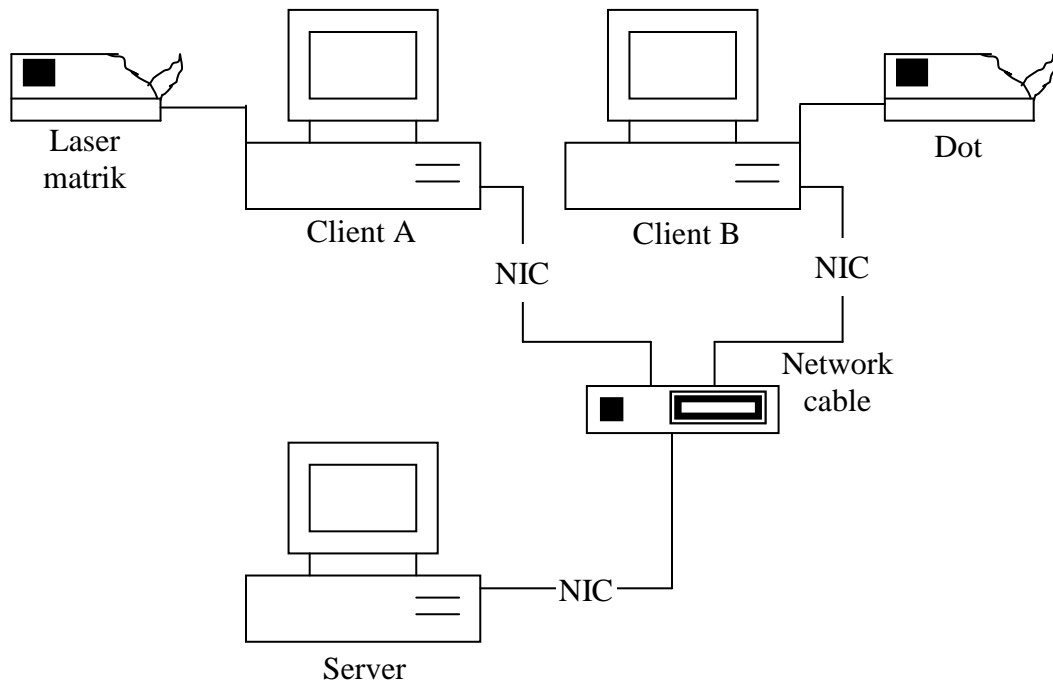 Laser
matrik
Client A
Client B
Dot
NIC
NIC
Network
cable
NIC
Server